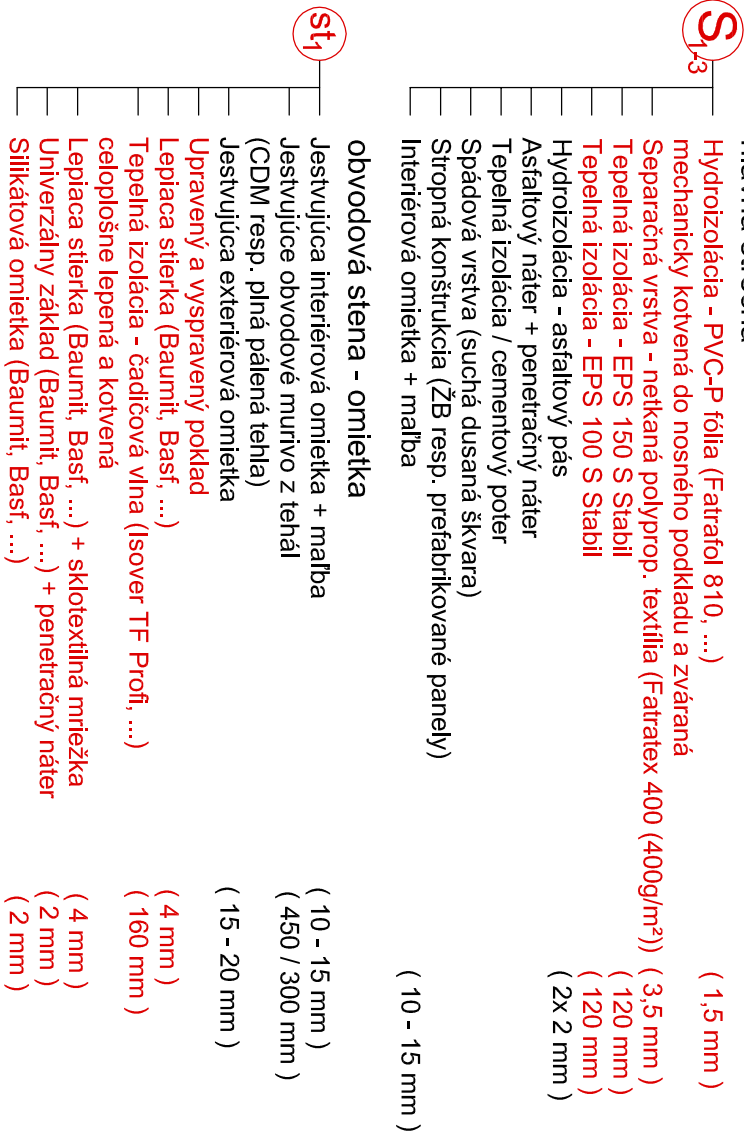 S1-3
Hydroizolácia - PVC-P fólia (Fatrafol 810, ...) ( 1,5 mm )
mechanicky kotvená do nosného podkladu a zváraná
Separačná vrstva - netkaná polyprop. textília (Fatratex 400 (400g/m²)) ( 3,5 mm )
Tepelná izolácia - EPS 150 S Stabil ( 120 mm )
Tepelná izolácia - EPS 100 S Stabil ( 120 mm )
Hydroizolácia - asfaltový pás ( 2x 2 mm )
Asfaltový náter + penetračný náter
Tepelná izolácia / cementový poter
Spádová vrstva (suchá dusaná škvara)
Stropná konštrukcia (ŽB resp. prefabrikované panely)
Interiérová omietka + maľba ( 10 - 15 mm )
st1
obvodová stena - omietka
Jestvujúca interiérová omietka + maľba ( 10 - 15 mm )
Jestvujúce obvodové murivo z tehál ( 450 / 300 mm )
(CDM resp. plná pálená tehla)
Jestvujúca exteriérová omietka ( 15 - 20 mm )
Upravený a vyspravený poklad
Lepiaca stierka (Baumit, Basf, ...) ( 4 mm )
Tepelná izolácia - čadičová vlna (Isover TF Profi, ...) ( 160 mm )
celoplošne lepená a kotvená
Lepiaca stierka (Baumit, Basf, ...) + sklotextilná mriežka ( 4 mm )
Univerzálny základ (Baumit, Basf, ...) + penetračný náter ( 2 mm )
Silikátová omietka (Baumit, Basf, ...) ( 2 mm )